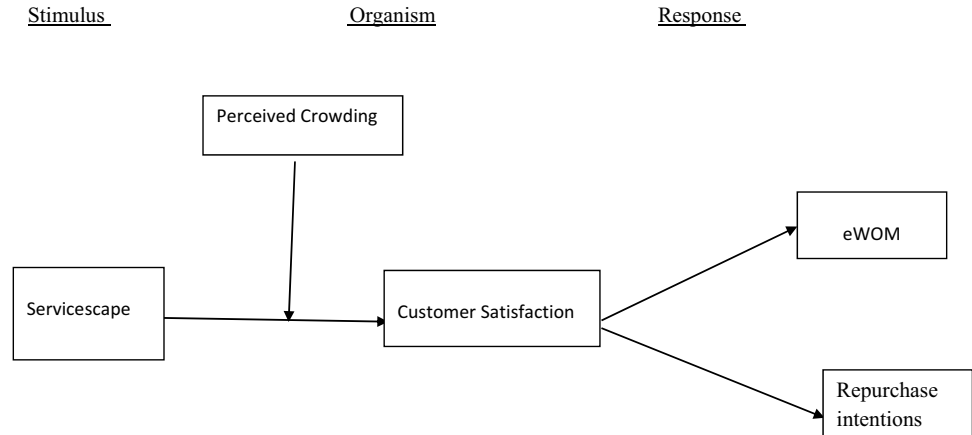 Stimulus
Organism
Response
Perceived Crowding
eWOM
Servicescape
Customer Satisfaction
Repurchase
intentions